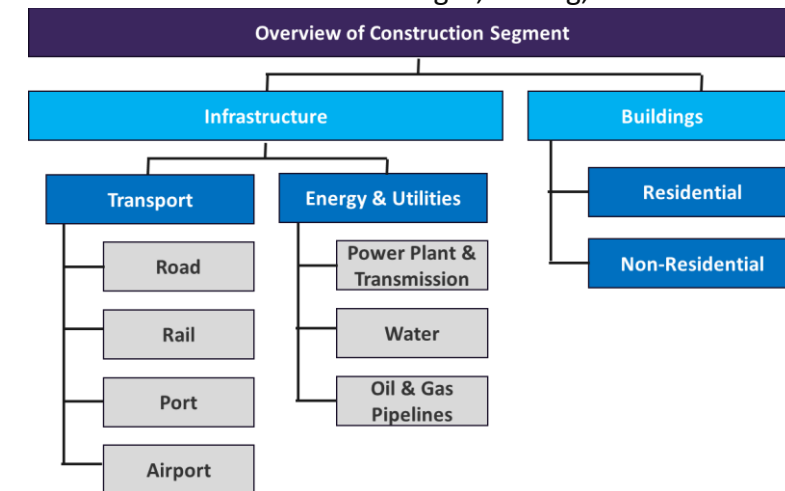 Overview of Construction Segment
Infrastructure
Buildings
Transport
Energy & Utilities
Residential
Road
Power Plant &
Transmission
Non-Residential
Rail
Water
Port
Oil & Gas
Pipelines
Airport